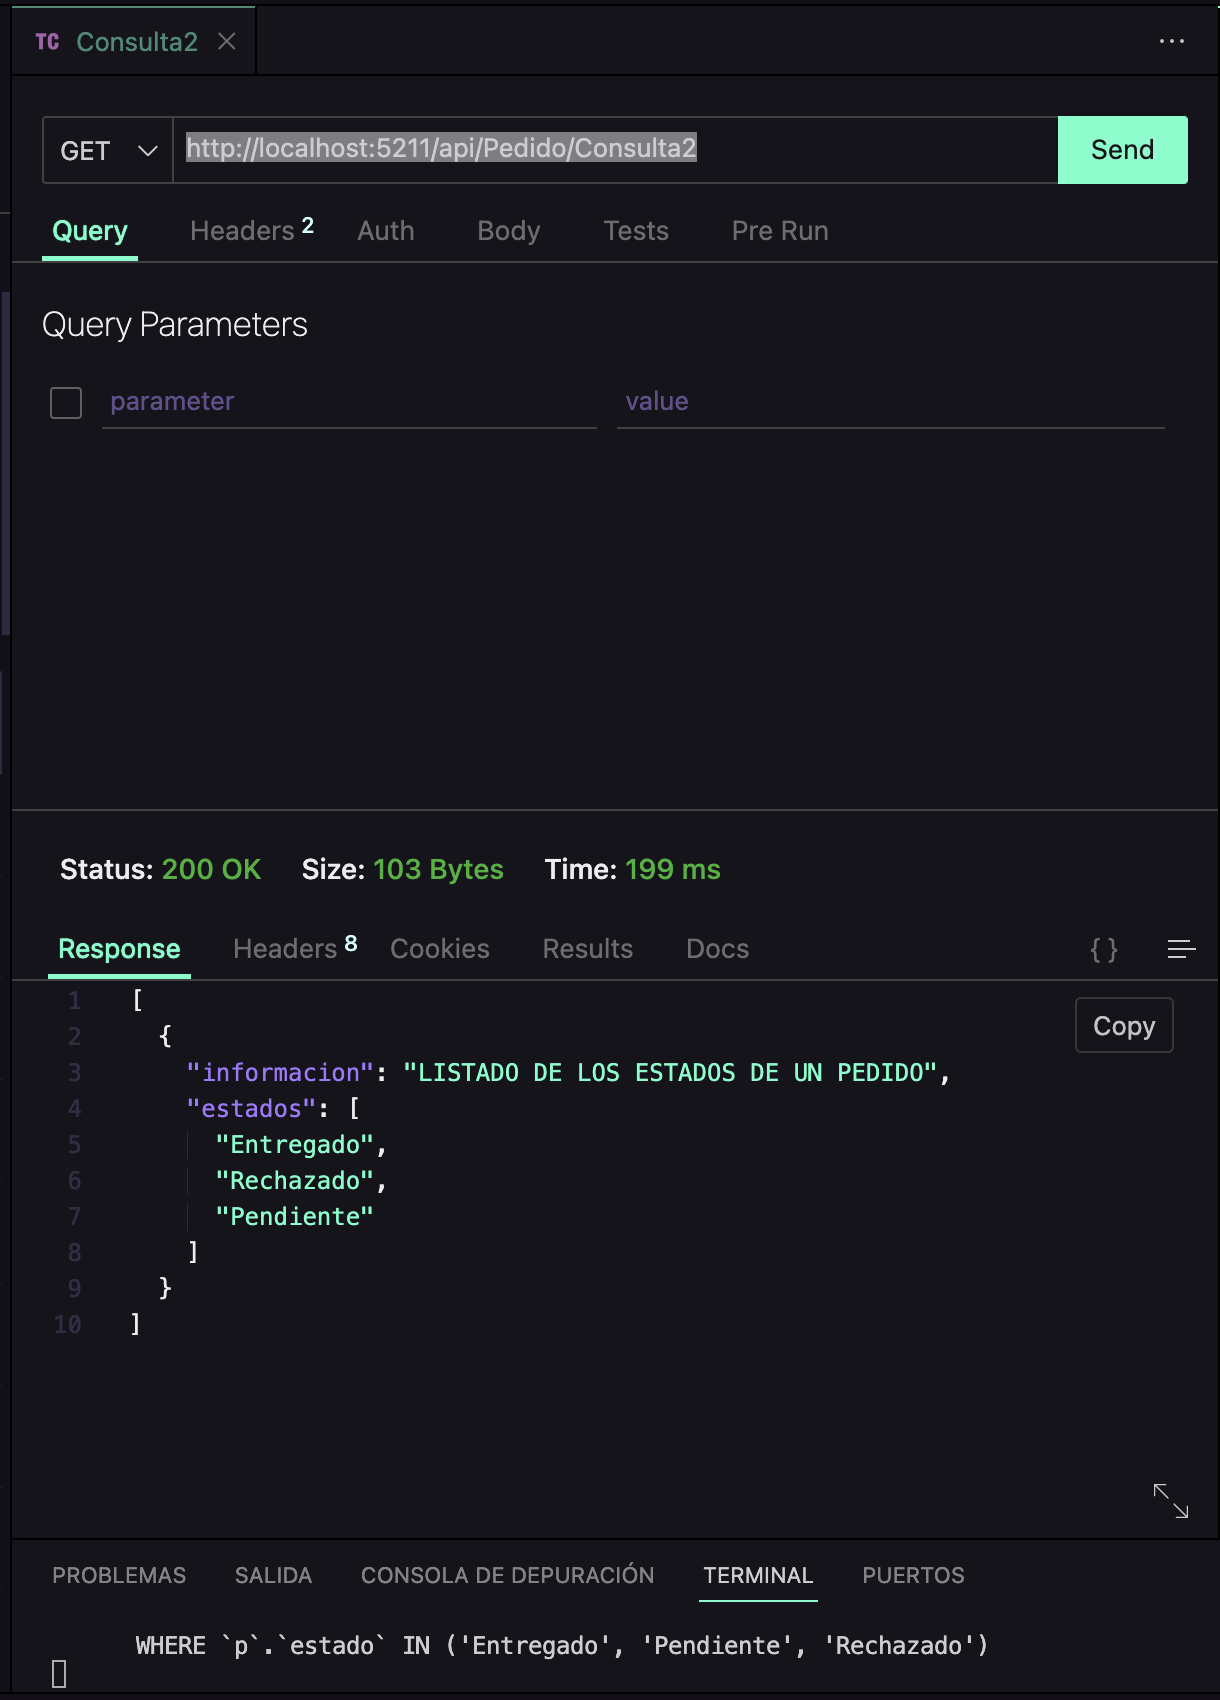 TC Consulta2
GET http://localhost:5211/api/Pedido/Consulta2 Send
Query Headers 2 Auth Body Tests Pre Run
Query Parameters
parameter value
Status: 200 OK Size: 103 Bytes Time: 199 ms
Response Headers 8 Cookies Results Docs { }
Copy
1 [
2 {
3 "informacion": "LISTADO DE LOS ESTADOS DE UN PEDIDO",
4 "estados": [
5 "Entregado",
6 "Rechazado",
7 "Pendiente"
8 ]
9 }
10 ]
PROBLEMAS SALIDA CONSOLA DE DEPURACIÓN TERMINAL PUERTOS
WHERE `p`.`estado` IN ('Entregado', 'Pendiente', 'Rechazado')